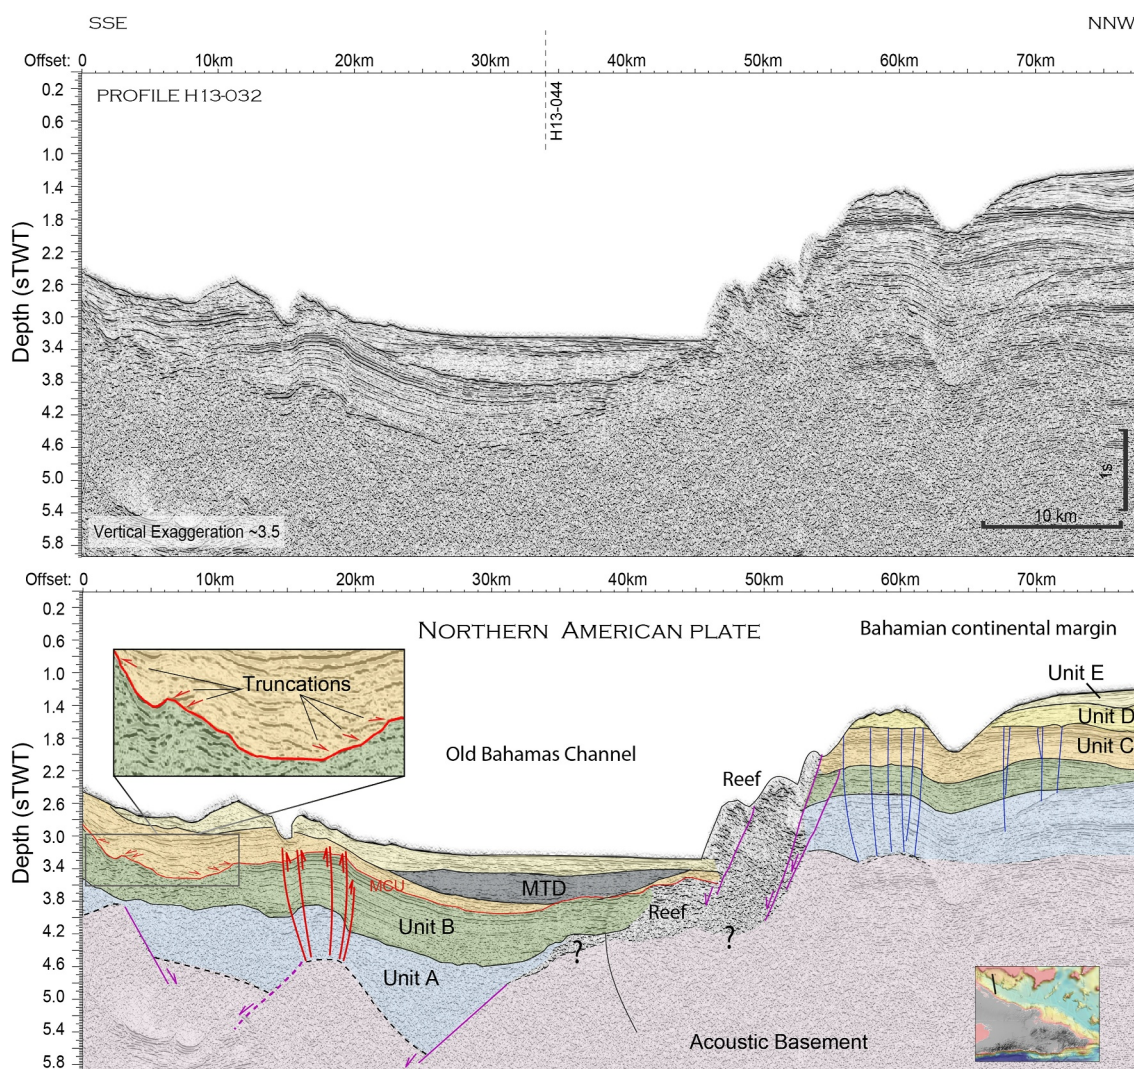 SSE NNW
Offset: 0 10km 20km 30km 40km 50km 60km 70km
PROFILE H13-032
H13-044
Depth (sTWT)
0.2
0.6
1.0
1.4
1.8
2.2
2.6
3.0
3.4
3.8
4.2
4.6
5.0
5.4
5.8
1s
10 km
Vertical Exaggeration ~3.5
Offset: 0 10km 20km 30km 40km 50km 60km 70km
Depth (sTWT)
0.2
0.6
1.0
1.4
1.8
2.2
2.6
3.0
3.4
3.8
4.2
4.6
5.0
5.4
5.8
NORTHERN AMERICAN PLATE
Bahamian continental margin
Truncations
Unit E
Unit D
Unit C
Old Bahamas Channel
Reef
MCU
MTD
Unit B
Reef
?
?
Unit A
Acoustic Basement